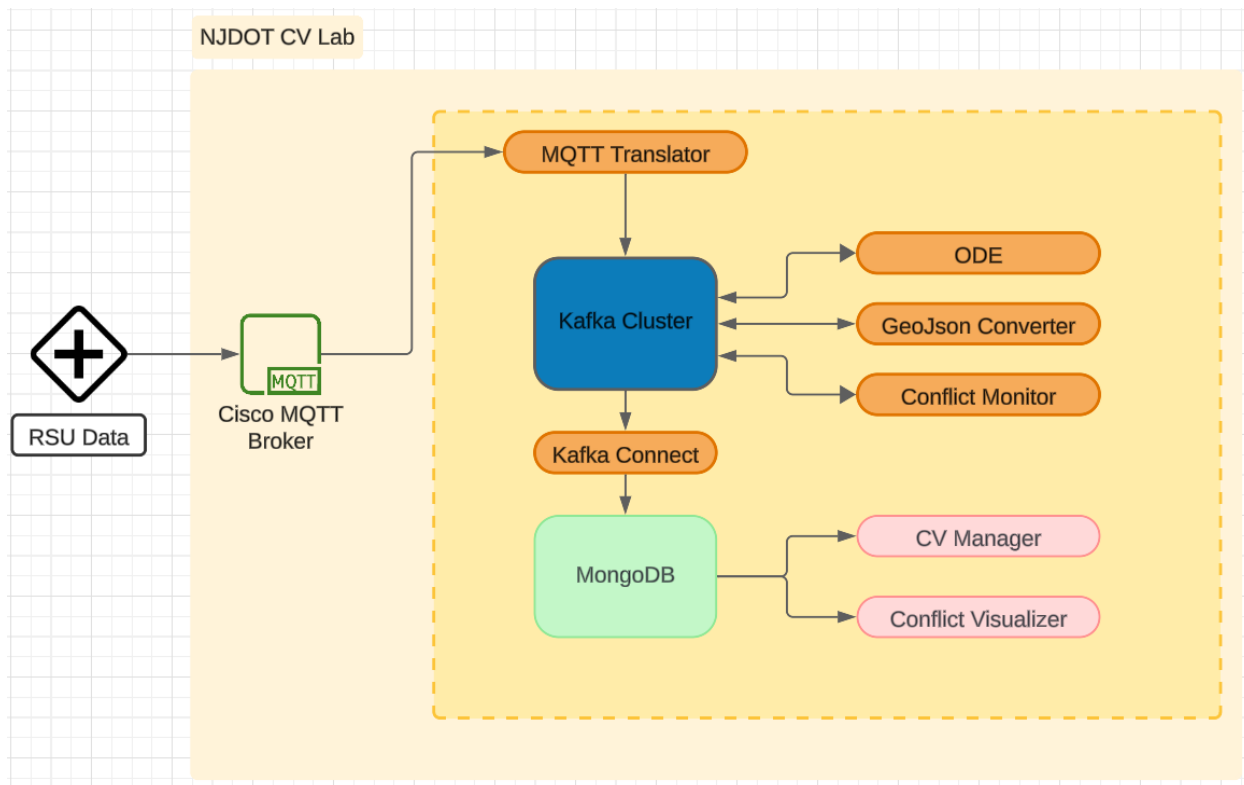 NJDOT CV Lab
MQTT Translator
ODE
Kafka Cluster
GeoJson Converter
MQTT
Conflict Monitor
Cisco MQTT
Broker
RSU Data
Kafka Connect
CV Manager
MongoDB
Conflict Visualizer